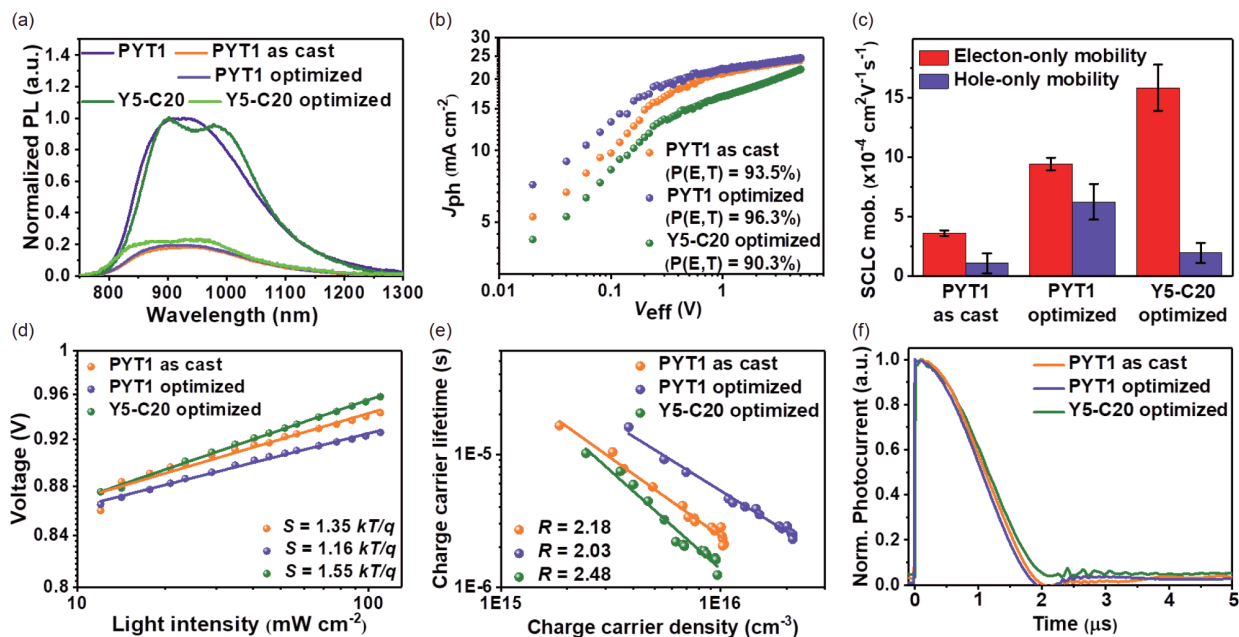 (a)
PYT1
PYT1 as cast
PYT1 optimized
Y5-C20
Y5-C20 optimized
Normalized PL (a.u.)
1.4
1.2
1.0
0.8
0.6
0.4
0.2
0.0
800 900 1000 1100 1200 1300
Wavelength (nm)
(b)
Jph (mA cm-2)
30
25
20
15
10
5
PYT1 as cast
(P(E,T) = 93.5%)
PYT1 optimized
(P(E,T) = 96.3%)
Y5-C20 optimized
(P(E,T) = 90.3%)
0.01 0.1 1
Veff (V)
(c)
SCLC mob. (x10-4 cm2V-1s-1)
Electon-only mobility
Hole-only mobility
15
10
5
0
PYT1 as cast
PYT1 optimized
Y5-C20 optimized
(d)
Voltage (V)
1
0.96
0.92
0.88
0.84
0.8
PYT1 as cast
PYT1 optimized
Y5-C20 optimized
S = 1.35 kT/q
S = 1.16 kT/q
S = 1.55 kT/q
10 100
Light intensity (mW cm-2)
(e)
Charge carrier lifetime (s)
1E-5
1E-6
PYT1 as cast
PYT1 optimized
Y5-C20 optimized
R = 2.18
R = 2.03
R = 2.48
1E15 1E16
Charge carrier density (cm-3)
(f)
Norm. Photocurrent (a.u.)
1.0
0.8
0.6
0.4
0.2
0.0
PYT1 as cast
PYT1 optimized
Y5-C20 optimized
0 1 2 3 4 5
Time (μs)